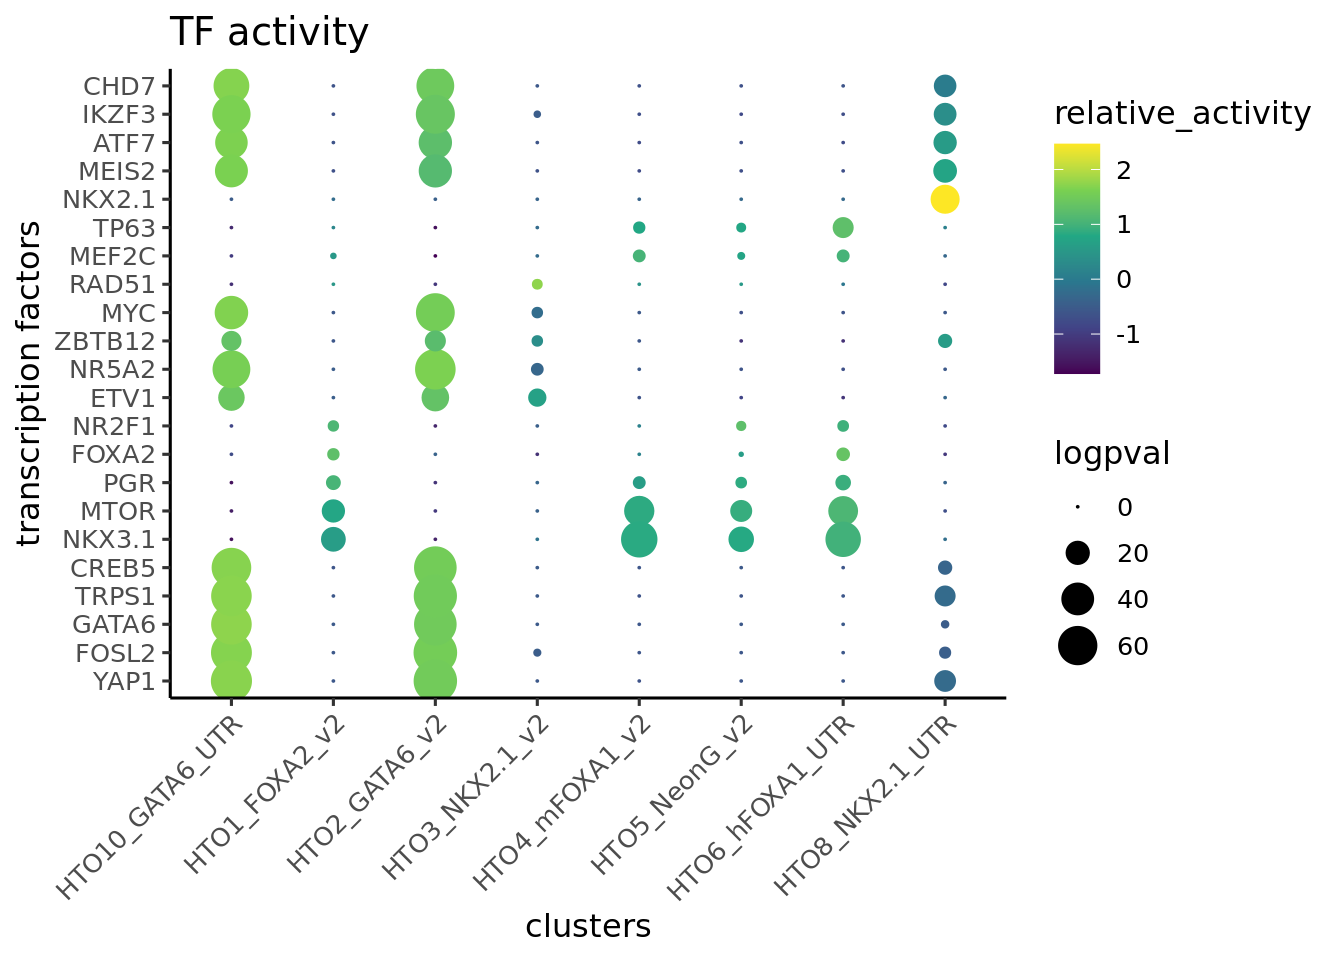 TF activity
transcription factors
CHD7
IKZF3
ATF7
MEIS2
NKX2.1
TP63
MEF2C
RAD51
MYC
ZBTB12
NR5A2
ETV1
NR2F1
FOXA2
PGR
MTOR
NKX3.1
CREB5
TRPS1
GATA6
FOSL2
YAP1
HTO10_GATA6_UTR
HTO1_FOXA2_v2
HTO2_GATA6_v2
HTO3_NKX2.1_v2
HTO4_mFOXA1_v2
HTO5_NeonG_v2
HTO6_hFOXA1_UTR
HTO8_NKX2.1_UTR
clusters
relative_activity
2
1
0
-1
logpval
0
20
40
60